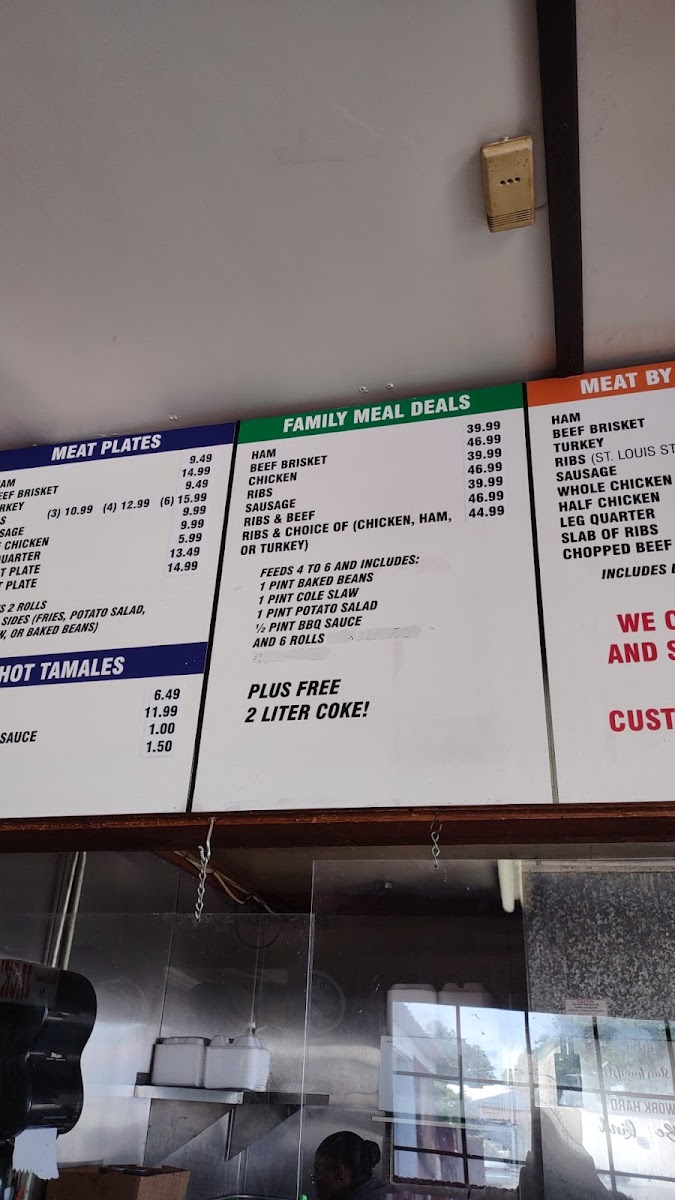 MEAT PLATES
HAM 9.49
BEEF BRISKET 14.99
TURKEY 9.49
(3) 10.99 (4) 12.99 (6) 15.99
9.99
CHICKEN 9.99
QUARTER 5.99
PLATE 13.49
PLATE 14.99
2 ROLLS
SIDES (FRIES, POTATO SALAD,
OR BAKED BEANS)
HOT TAMALES
6.49
11.99
1.00
SAUCE 1.50
FAMILY MEAL DEALS
HAM 39.99
BEEF BRISKET 46.99
CHICKEN 39.99
RIBS 46.99
SAUSAGE 39.99
RIBS & BEEF 46.99
RIBS & CHOICE OF (CHICKEN, HAM, 44.99
OR TURKEY)
FEEDS 4 TO 6 AND INCLUDES:
1 PINT BAKED BEANS
1 PINT COLE SLAW
1 PINT POTATO SALAD
½ PINT BBQ SAUCE
AND 6 ROLLS
PLUS FREE
2 LITER COKE!
MEAT BY
HAM
BEEF BRISKET
TURKEY
RIBS (ST. LOUIS ST
SAUSAGE
WHOLE CHICKEN
HALF CHICKEN
LEG QUARTER
SLAB OF RIBS
CHOPPED BEEF
INCLUDES
WE
AND S
CUST
WORK HARD